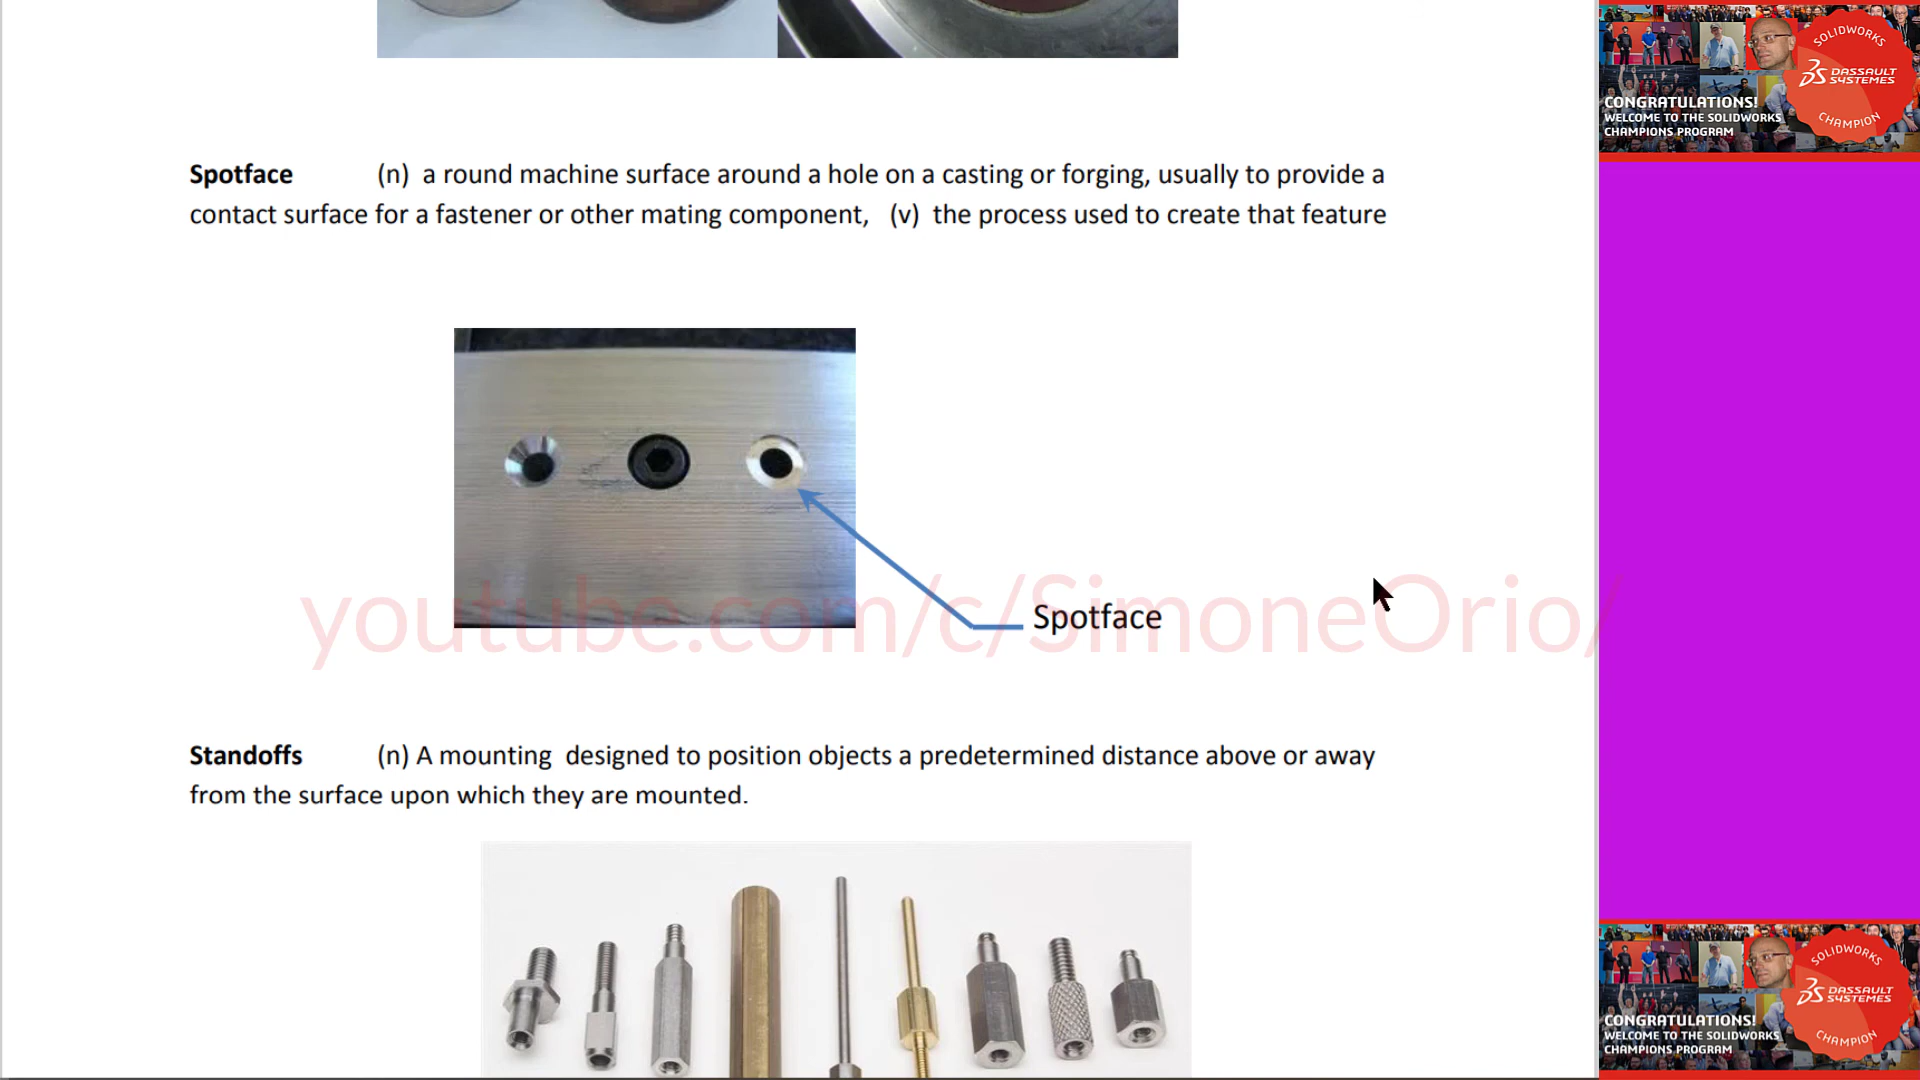 Spotface (n) a round machine surface around a hole on a casting or forging, usually to provide a
contact surface for a fastener or other mating component, (v) the process used to create that feature
Spotface
youtube.com/c/SimoneOrio/
Standoffs (n) A mounting designed to position objects a predetermined distance above or away
from the surface upon which they are mounted.
SOLIDWORKS
DASSAULT
SYSTEMES
CHAMPION
CONGRATULATIONS!
WELCOME TO THE SOLIDWORKS
CHAMPIONS PROGRAM
SOLIDWORKS
DASSAULT
SYSTEMES
CHAMPION
CONGRATULATIONS!
WELCOME TO THE SOLIDWORKS
CHAMPIONS PROGRAM